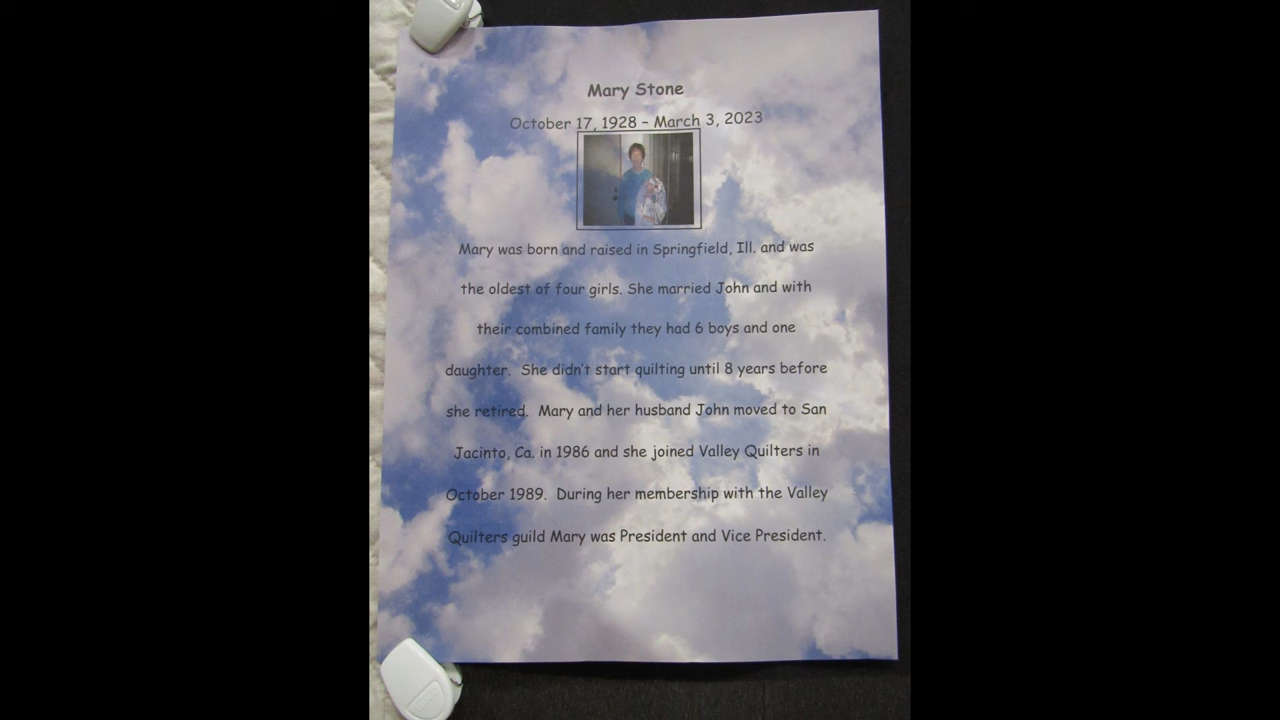 Mary Stone
October 17, 1928 – March 3, 2023
Mary was born and raised in Springfield, Ill. and was
the oldest of four girls. She married John and with
their combined family they had 6 boys and one
daughter.  She didn't start quilting until 8 years before
she retired.  Mary and her husband John moved to San
Jacinto, Ca. in 1986 and she joined Valley Quilters in
October 1989.  During her membership with the Valley
Quilters guild Mary was President and Vice President.